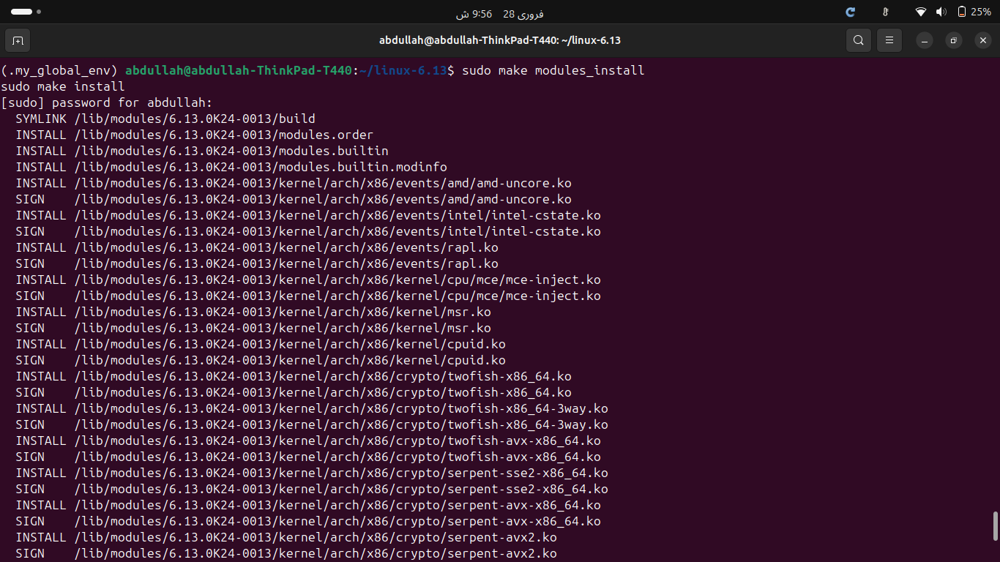 فروری 28  9:56 ش
25%
abdullah@abdullah-ThinkPad-T440: ~/linux-6.13
(.my_global_env) abdullah@abdullah-ThinkPad-T440:~/linux-6.13$ sudo make modules_install
sudo make install
[sudo] password for abdullah:
  SYMLINK /lib/modules/6.13.0K24-0013/build
  INSTALL /lib/modules/6.13.0K24-0013/modules.order
  INSTALL /lib/modules/6.13.0K24-0013/modules.builtin
  INSTALL /lib/modules/6.13.0K24-0013/modules.builtin.modinfo
  INSTALL /lib/modules/6.13.0K24-0013/kernel/arch/x86/events/amd/amd-uncore.ko
  SIGN    /lib/modules/6.13.0K24-0013/kernel/arch/x86/events/amd/amd-uncore.ko
  INSTALL /lib/modules/6.13.0K24-0013/kernel/arch/x86/events/intel/intel-cstate.ko
  SIGN    /lib/modules/6.13.0K24-0013/kernel/arch/x86/events/intel/intel-cstate.ko
  INSTALL /lib/modules/6.13.0K24-0013/kernel/arch/x86/events/rapl.ko
  SIGN    /lib/modules/6.13.0K24-0013/kernel/arch/x86/events/rapl.ko
  INSTALL /lib/modules/6.13.0K24-0013/kernel/arch/x86/kernel/cpu/mce/mce-inject.ko
  SIGN    /lib/modules/6.13.0K24-0013/kernel/arch/x86/kernel/cpu/mce/mce-inject.ko
  INSTALL /lib/modules/6.13.0K24-0013/kernel/arch/x86/kernel/msr.ko
  SIGN    /lib/modules/6.13.0K24-0013/kernel/arch/x86/kernel/msr.ko
  INSTALL /lib/modules/6.13.0K24-0013/kernel/arch/x86/kernel/cpuid.ko
  SIGN    /lib/modules/6.13.0K24-0013/kernel/arch/x86/kernel/cpuid.ko
  INSTALL /lib/modules/6.13.0K24-0013/kernel/arch/x86/crypto/twofish-x86_64.ko
  SIGN    /lib/modules/6.13.0K24-0013/kernel/arch/x86/crypto/twofish-x86_64.ko
  INSTALL /lib/modules/6.13.0K24-0013/kernel/arch/x86/crypto/twofish-x86_64-3way.ko
  SIGN    /lib/modules/6.13.0K24-0013/kernel/arch/x86/crypto/twofish-x86_64-3way.ko
  INSTALL /lib/modules/6.13.0K24-0013/kernel/arch/x86/crypto/twofish-avx-x86_64.ko
  SIGN    /lib/modules/6.13.0K24-0013/kernel/arch/x86/crypto/twofish-avx-x86_64.ko
  INSTALL /lib/modules/6.13.0K24-0013/kernel/arch/x86/crypto/serpent-sse2-x86_64.ko
  SIGN    /lib/modules/6.13.0K24-0013/kernel/arch/x86/crypto/serpent-sse2-x86_64.ko
  INSTALL /lib/modules/6.13.0K24-0013/kernel/arch/x86/crypto/serpent-avx-x86_64.ko
  SIGN    /lib/modules/6.13.0K24-0013/kernel/arch/x86/crypto/serpent-avx-x86_64.ko
  INSTALL /lib/modules/6.13.0K24-0013/kernel/arch/x86/crypto/serpent-avx2.ko
  SIGN    /lib/modules/6.13.0K24-0013/kernel/arch/x86/crypto/serpent-avx2.ko